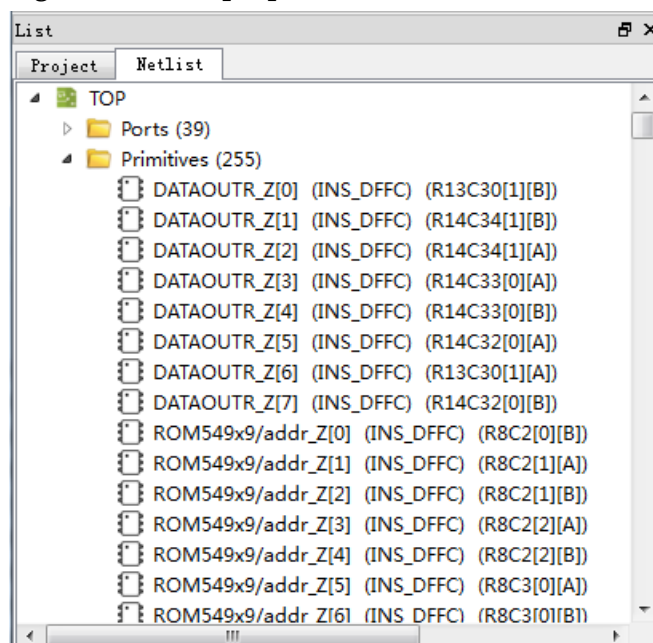 List
Project Netlist
TOP
Ports (39)
Primitives (255)
DATAOUTR_Z[0] (INS_DFFC) (R13C30[1][B])
DATAOUTR_Z[1] (INS_DFFC) (R14C34[1][B])
DATAOUTR_Z[2] (INS_DFFC) (R14C34[1][A])
DATAOUTR_Z[3] (INS_DFFC) (R14C33[0][A])
DATAOUTR_Z[4] (INS_DFFC) (R14C33[0][B])
DATAOUTR_Z[5] (INS_DFFC) (R14C32[0][A])
DATAOUTR_Z[6] (INS_DFFC) (R13C30[1][A])
DATAOUTR_Z[7] (INS_DFFC) (R14C32[0][B])
ROM549x9/addr_Z[0] (INS_DFFC) (R8C2[0][B])
ROM549x9/addr_Z[1] (INS_DFFC) (R8C2[1][A])
ROM549x9/addr_Z[2] (INS_DFFC) (R8C2[1][B])
ROM549x9/addr_Z[3] (INS_DFFC) (R8C2[2][A])
ROM549x9/addr_Z[4] (INS_DFFC) (R8C2[2][B])
ROM549x9/addr_Z[5] (INS_DFFC) (R8C3[0][A])
ROM549x9/addr_Z[6] (INS_DFFC) (R8C3[0][B])